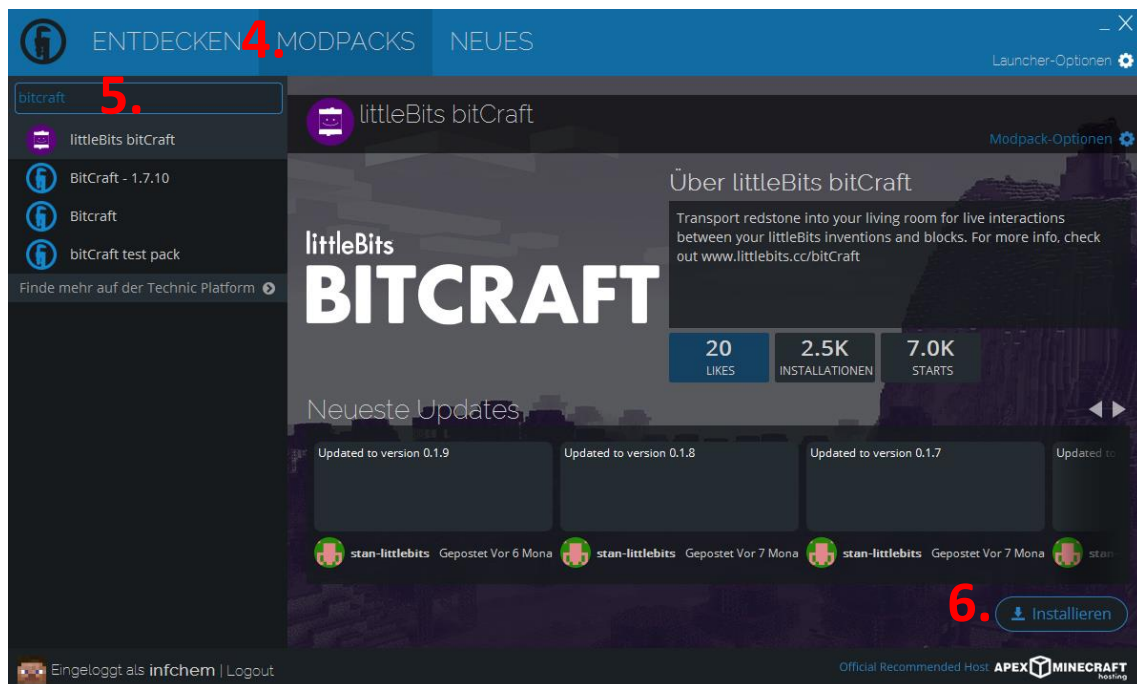 ENTDECKEN 4. MODPACKS NEUES
Launcher-Optionen
bitcraft 5.
littleBits bitCraft
BitCraft - 1.7.10
Bitcraft
bitCraft test pack
Finde mehr auf der Technic Platform
littleBits bitCraft
Modpack-Optionen
littleBits
BITCRAFT
Über littleBits bitCraft
Transport redstone into your living room for live interactions
between your littleBits inventions and blocks. For more info, check
out www.littlebits.cc/bitCraft
20 2.5K 7.0K
LIKES INSTALLATIONEN STARTS
Neueste Updates
Updated to version 0.1.9 Updated to version 0.1.8 Updated to version 0.1.7 Updated to
stan-littlebits Gepostet Vor 6 Mona stan-littlebits Gepostet Vor 7 Mona stan-littlebits Gepostet Vor 7 Mona stan
6. Installieren
Eingeloggt als infchem | Logout
Official Recommended Host APEX MINECRAFT
hosting